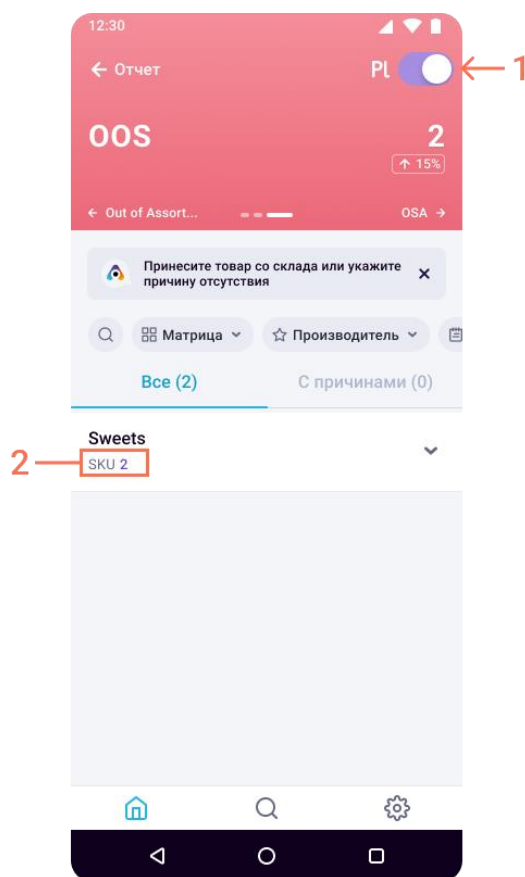 12:30
← Отчет
Pl
1
OOS
2
↑ 15%
← Out of Assort...
OSA →
Принесите товар со склада или укажите
причину отсутствия
Матрица
Производитель
Все (2)
С причинами (0)
Sweets
2
SKU 2